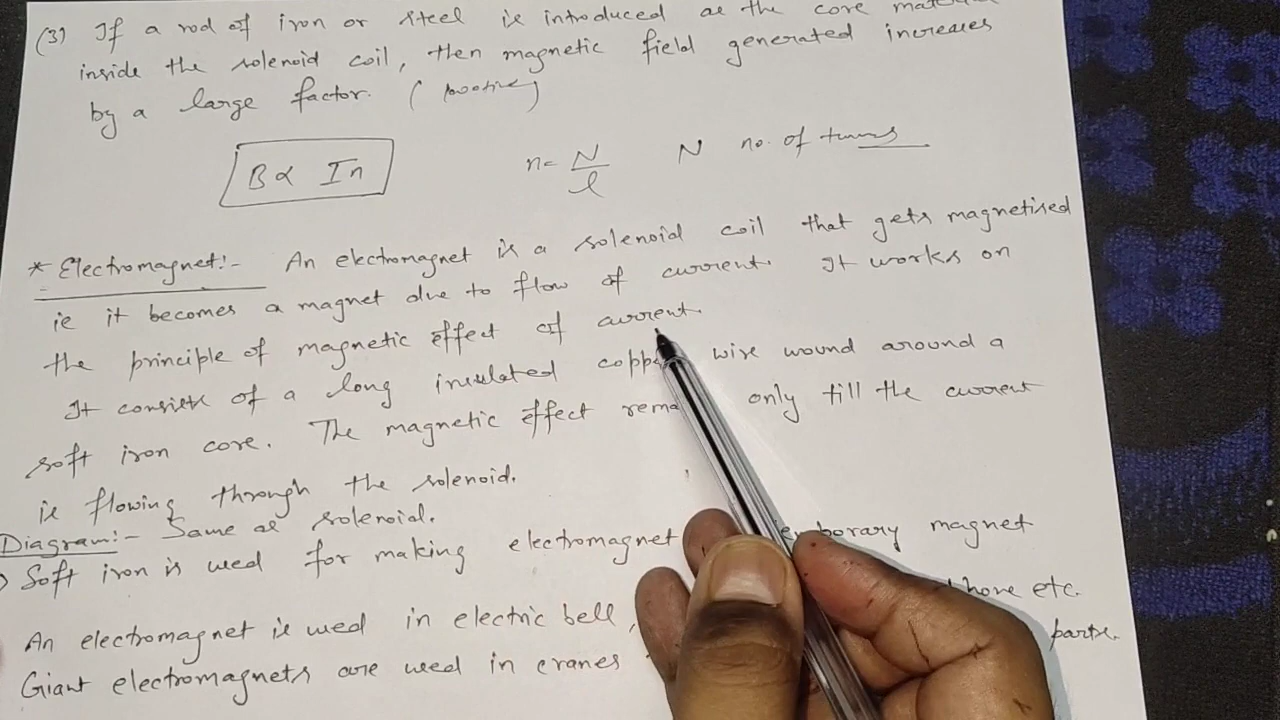 (3) If a rod of iron or steel is introduced as the core
inside the solenoid coil, then magnetic field generated increases
by a large factor.
B ∝ In
n = N/l N no. of turns
* Electromagnet:- An electromagnet is a solenoid coil that gets magnetised
ie it becomes a magnet due to flow of current. It works on
the principle of magnetic effect of current.
It consists of a long insulated copp wire wound around a
soft iron core. The magnetic effect rema only till the current
is flowing through the solenoid.
Diagram:- Same as solenoid.
Soft iron is used for making electromagnet magnet
An electromagnet is used in electric bell, etc.
Giant electromagnets are used in cranes parts.